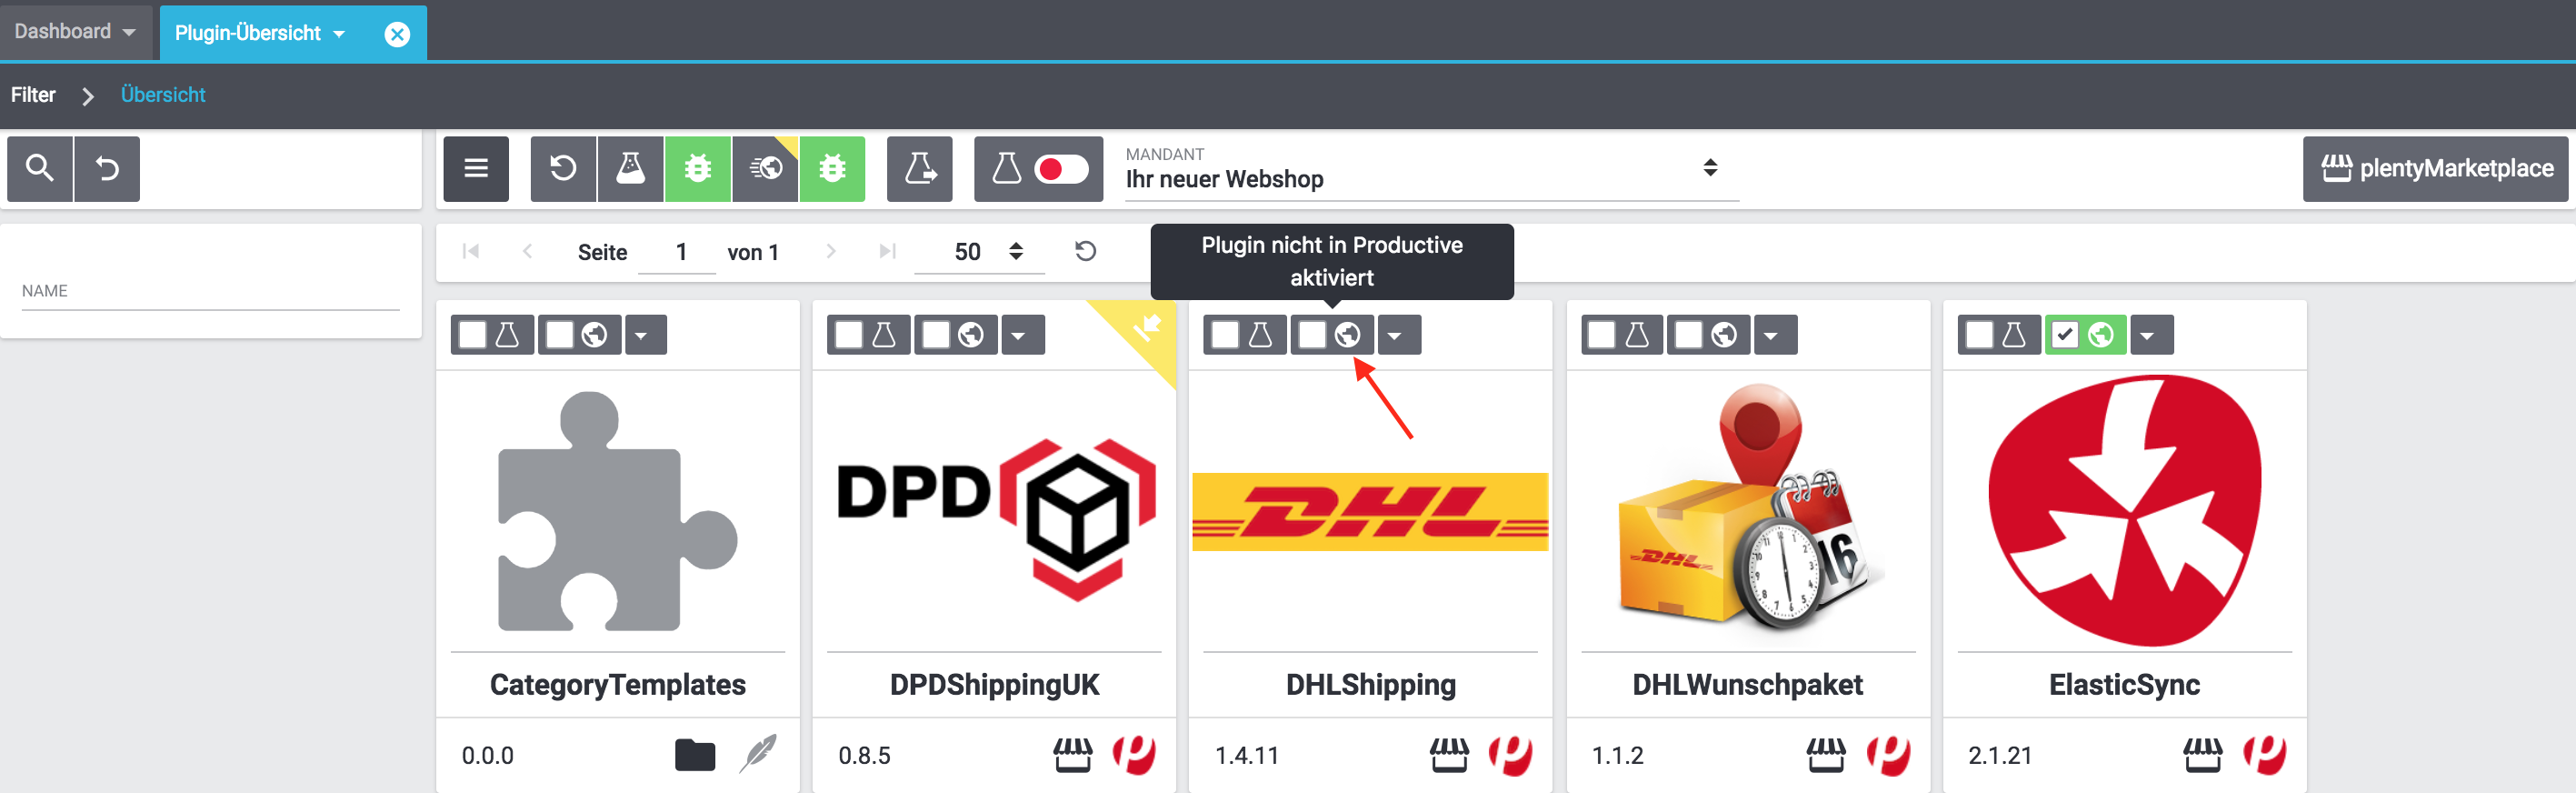 Dashboard
Plugin-Übersicht
Filter
Übersicht
MANDANT
Ihr neuer Webshop
plentyMarketplace
NAME
Seite 1 von 1
50
Plugin nicht in Productive
aktiviert
DPD
DHL
DHL
16
CategoryTemplates
DPDShippingUK
DHLShipping
DHLWunschpaket
ElasticSync
0.0.0
0.8.5
1.4.11
1.1.2
2.1.21